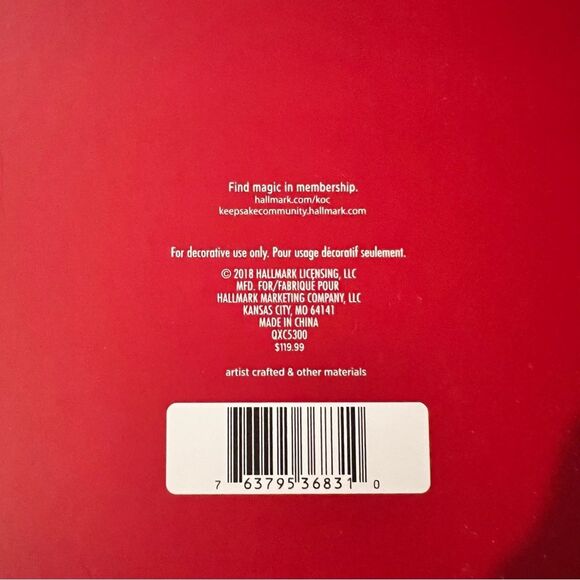 Find magic in membership.
hallmark.com/koc
keepsakecommunity.hallmark.com
For decorative use only. Pour usage décoratif seulement.
© 2018 HALLMARK LICENSING, LLC
MFD. FOR/FABRIQUÉ POUR
HALLMARK MARKETING COMPANY, LLC
KANSAS CITY, MO 64141
MADE IN CHINA
QXC5300
$119.99
artist crafted & other materials
7 63795 36831 0